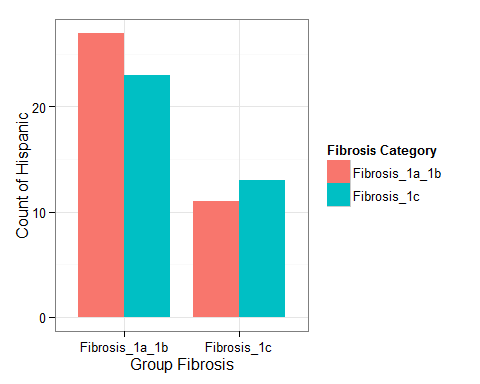 Count of Hispanic
20
10
0
Fibrosis_1a_1b Fibrosis_1c
Group Fibrosis
Fibrosis Category
Fibrosis_1a_1b
Fibrosis_1c